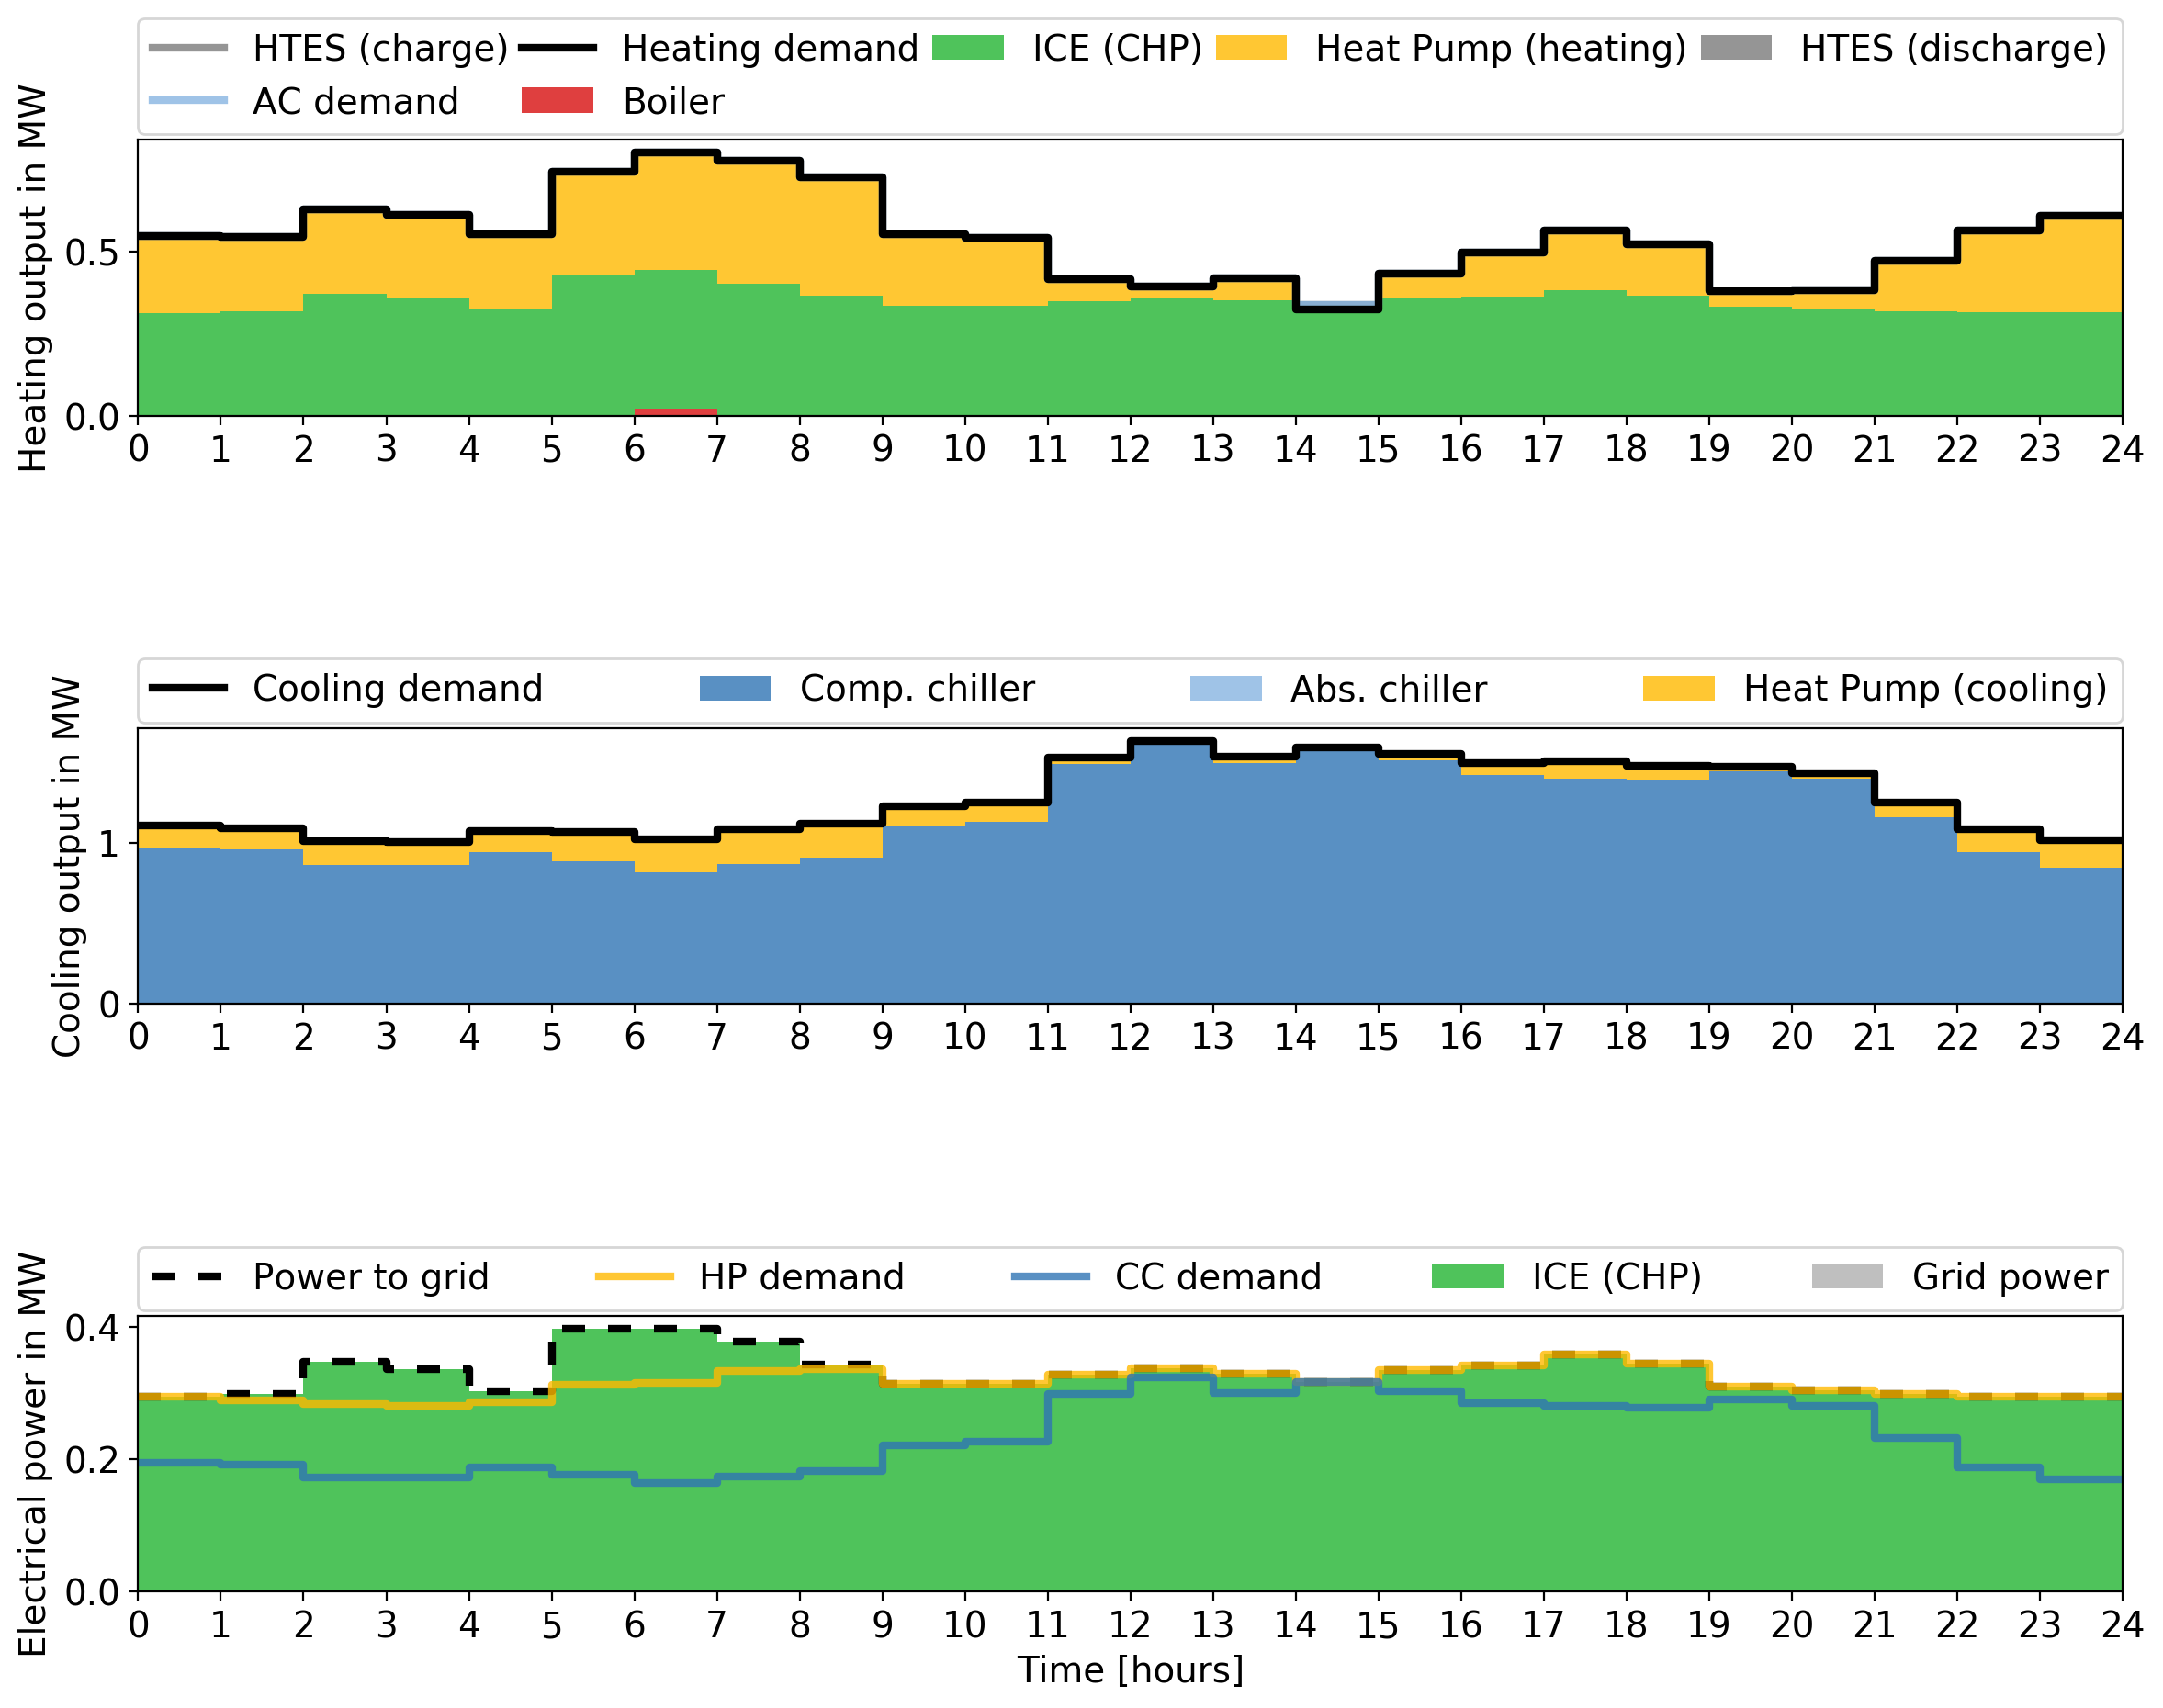 HTES (charge) Heating demand ICE (CHP) Heat Pump (heating) HTES (discharge)
AC demand Boiler
Heating output in MW
0.5
0.0
0 1 2 3 4 5 6 7 8 9 10 11 12 13 14 15 16 17 18 19 20 21 22 23 24
Cooling demand Comp. chiller Abs. chiller Heat Pump (cooling)
Cooling output in MW
1
0
0 1 2 3 4 5 6 7 8 9 10 11 12 13 14 15 16 17 18 19 20 21 22 23 24
Power to grid HP demand CC demand ICE (CHP) Grid power
Electrical power in MW
0.4
0.2
0.0
0 1 2 3 4 5 6 7 8 9 10 11 12 13 14 15 16 17 18 19 20 21 22 23 24
Time [hours]